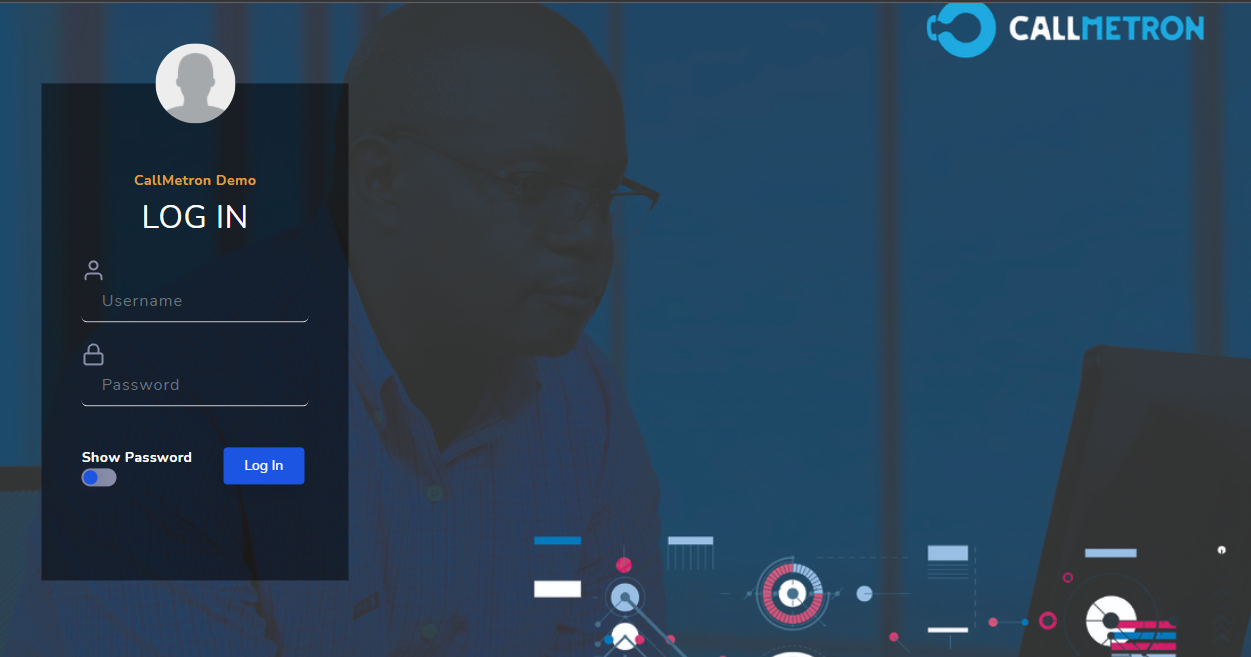 CALLMETRON
CallMetron Demo
LOG IN
Username
Password
Show Password
Log In